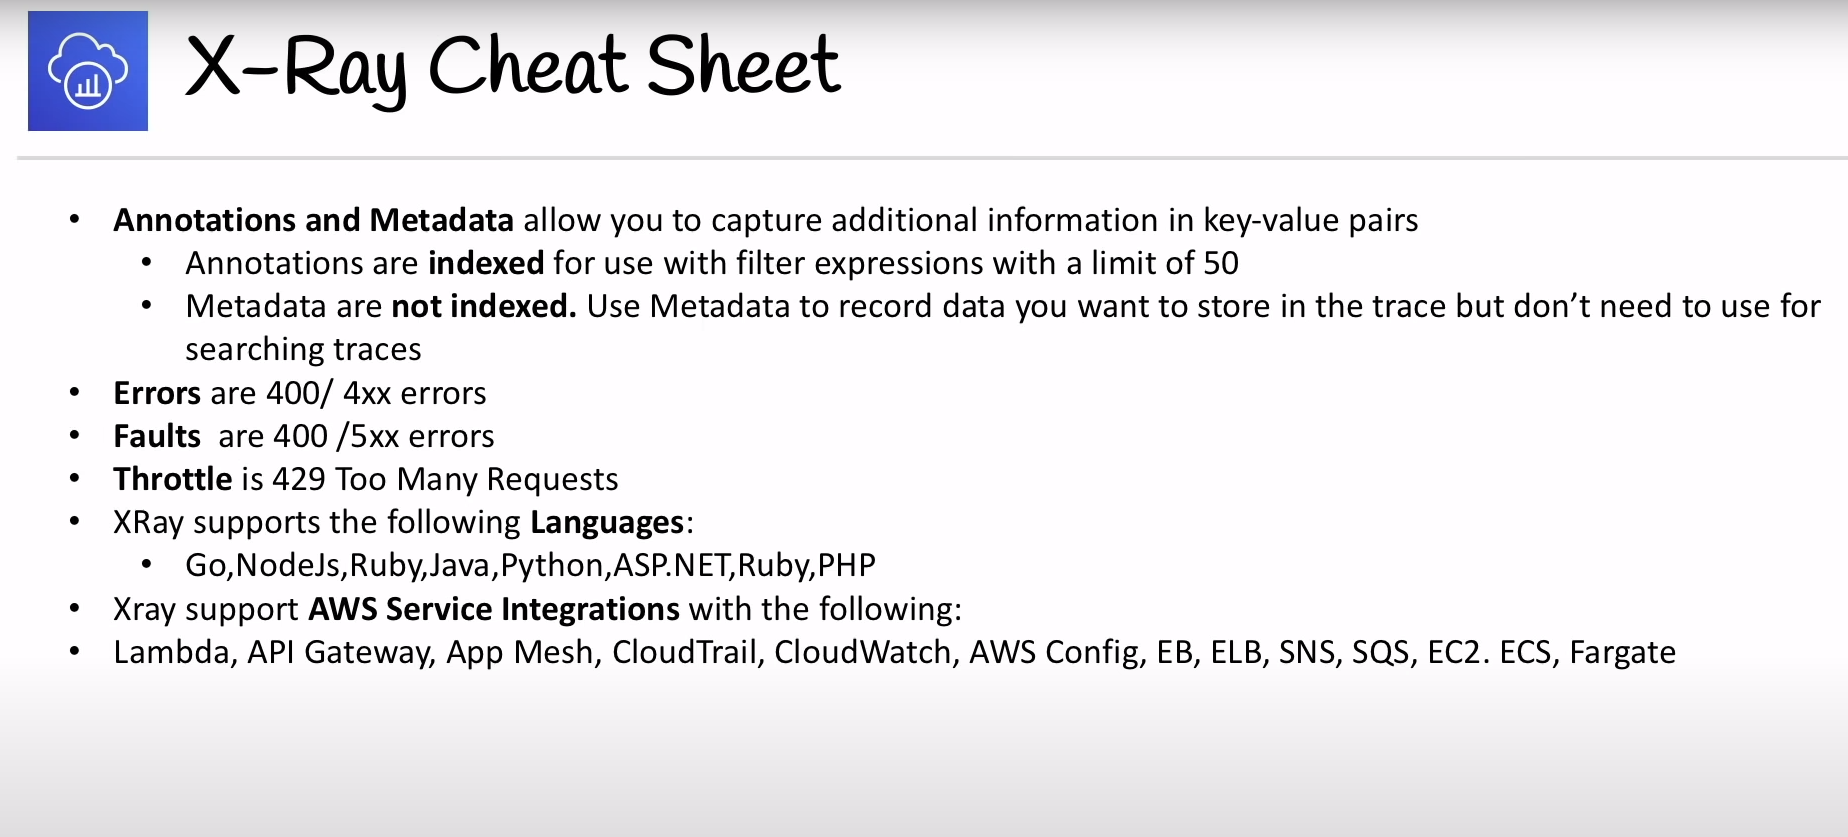 X-Ray Cheat Sheet
• Annotations and Metadata allow you to capture additional information in key-value pairs
• Annotations are indexed for use with filter expressions with a limit of 50
• Metadata are not indexed. Use Metadata to record data you want to store in the trace but don’t need to use for
searching traces
• Errors are 400/ 4xx errors
• Faults  are 400 /5xx errors
• Throttle is 429 Too Many Requests
• XRay supports the following Languages:
• Go,NodeJs,Ruby,Java,Python,ASP.NET,Ruby,PHP
• Xray support AWS Service Integrations with the following:
• Lambda, API Gateway, App Mesh, CloudTrail, CloudWatch, AWS Config, EB, ELB, SNS, SQS, EC2. ECS, Fargate